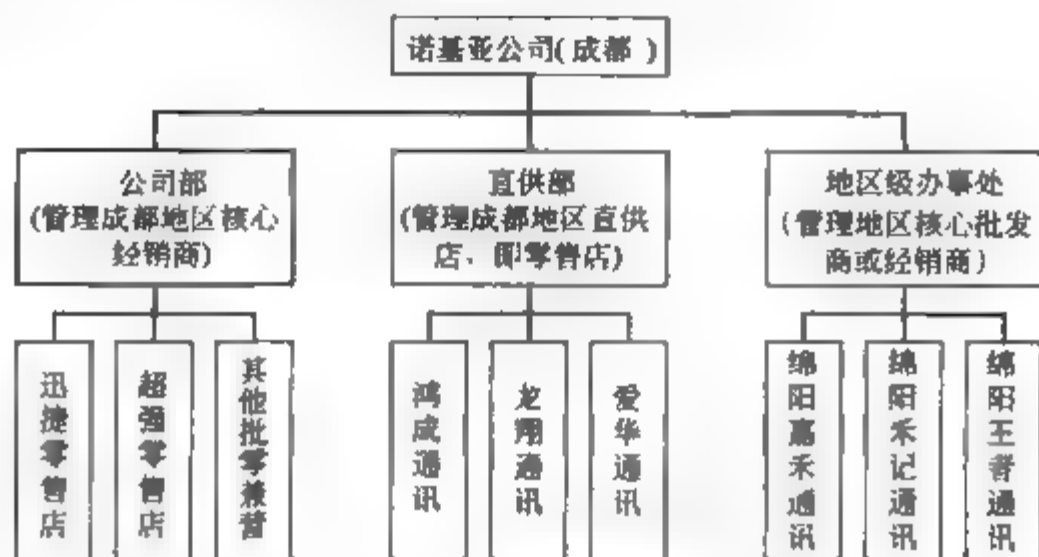 诺基亚公司(成都)
公司部
(管理成都地区核心
经销商)
直供部
(管理成都地区直供
店、即零售店)
地区级办事处
(管理地区核心批发
商或经销商)
迅捷零售店
超强零售店
其他批零兼营
鸿成通讯
龙翔通讯
爱华通讯
绵阳嘉禾通讯
绵阳禾记通讯
绵阳王者通讯